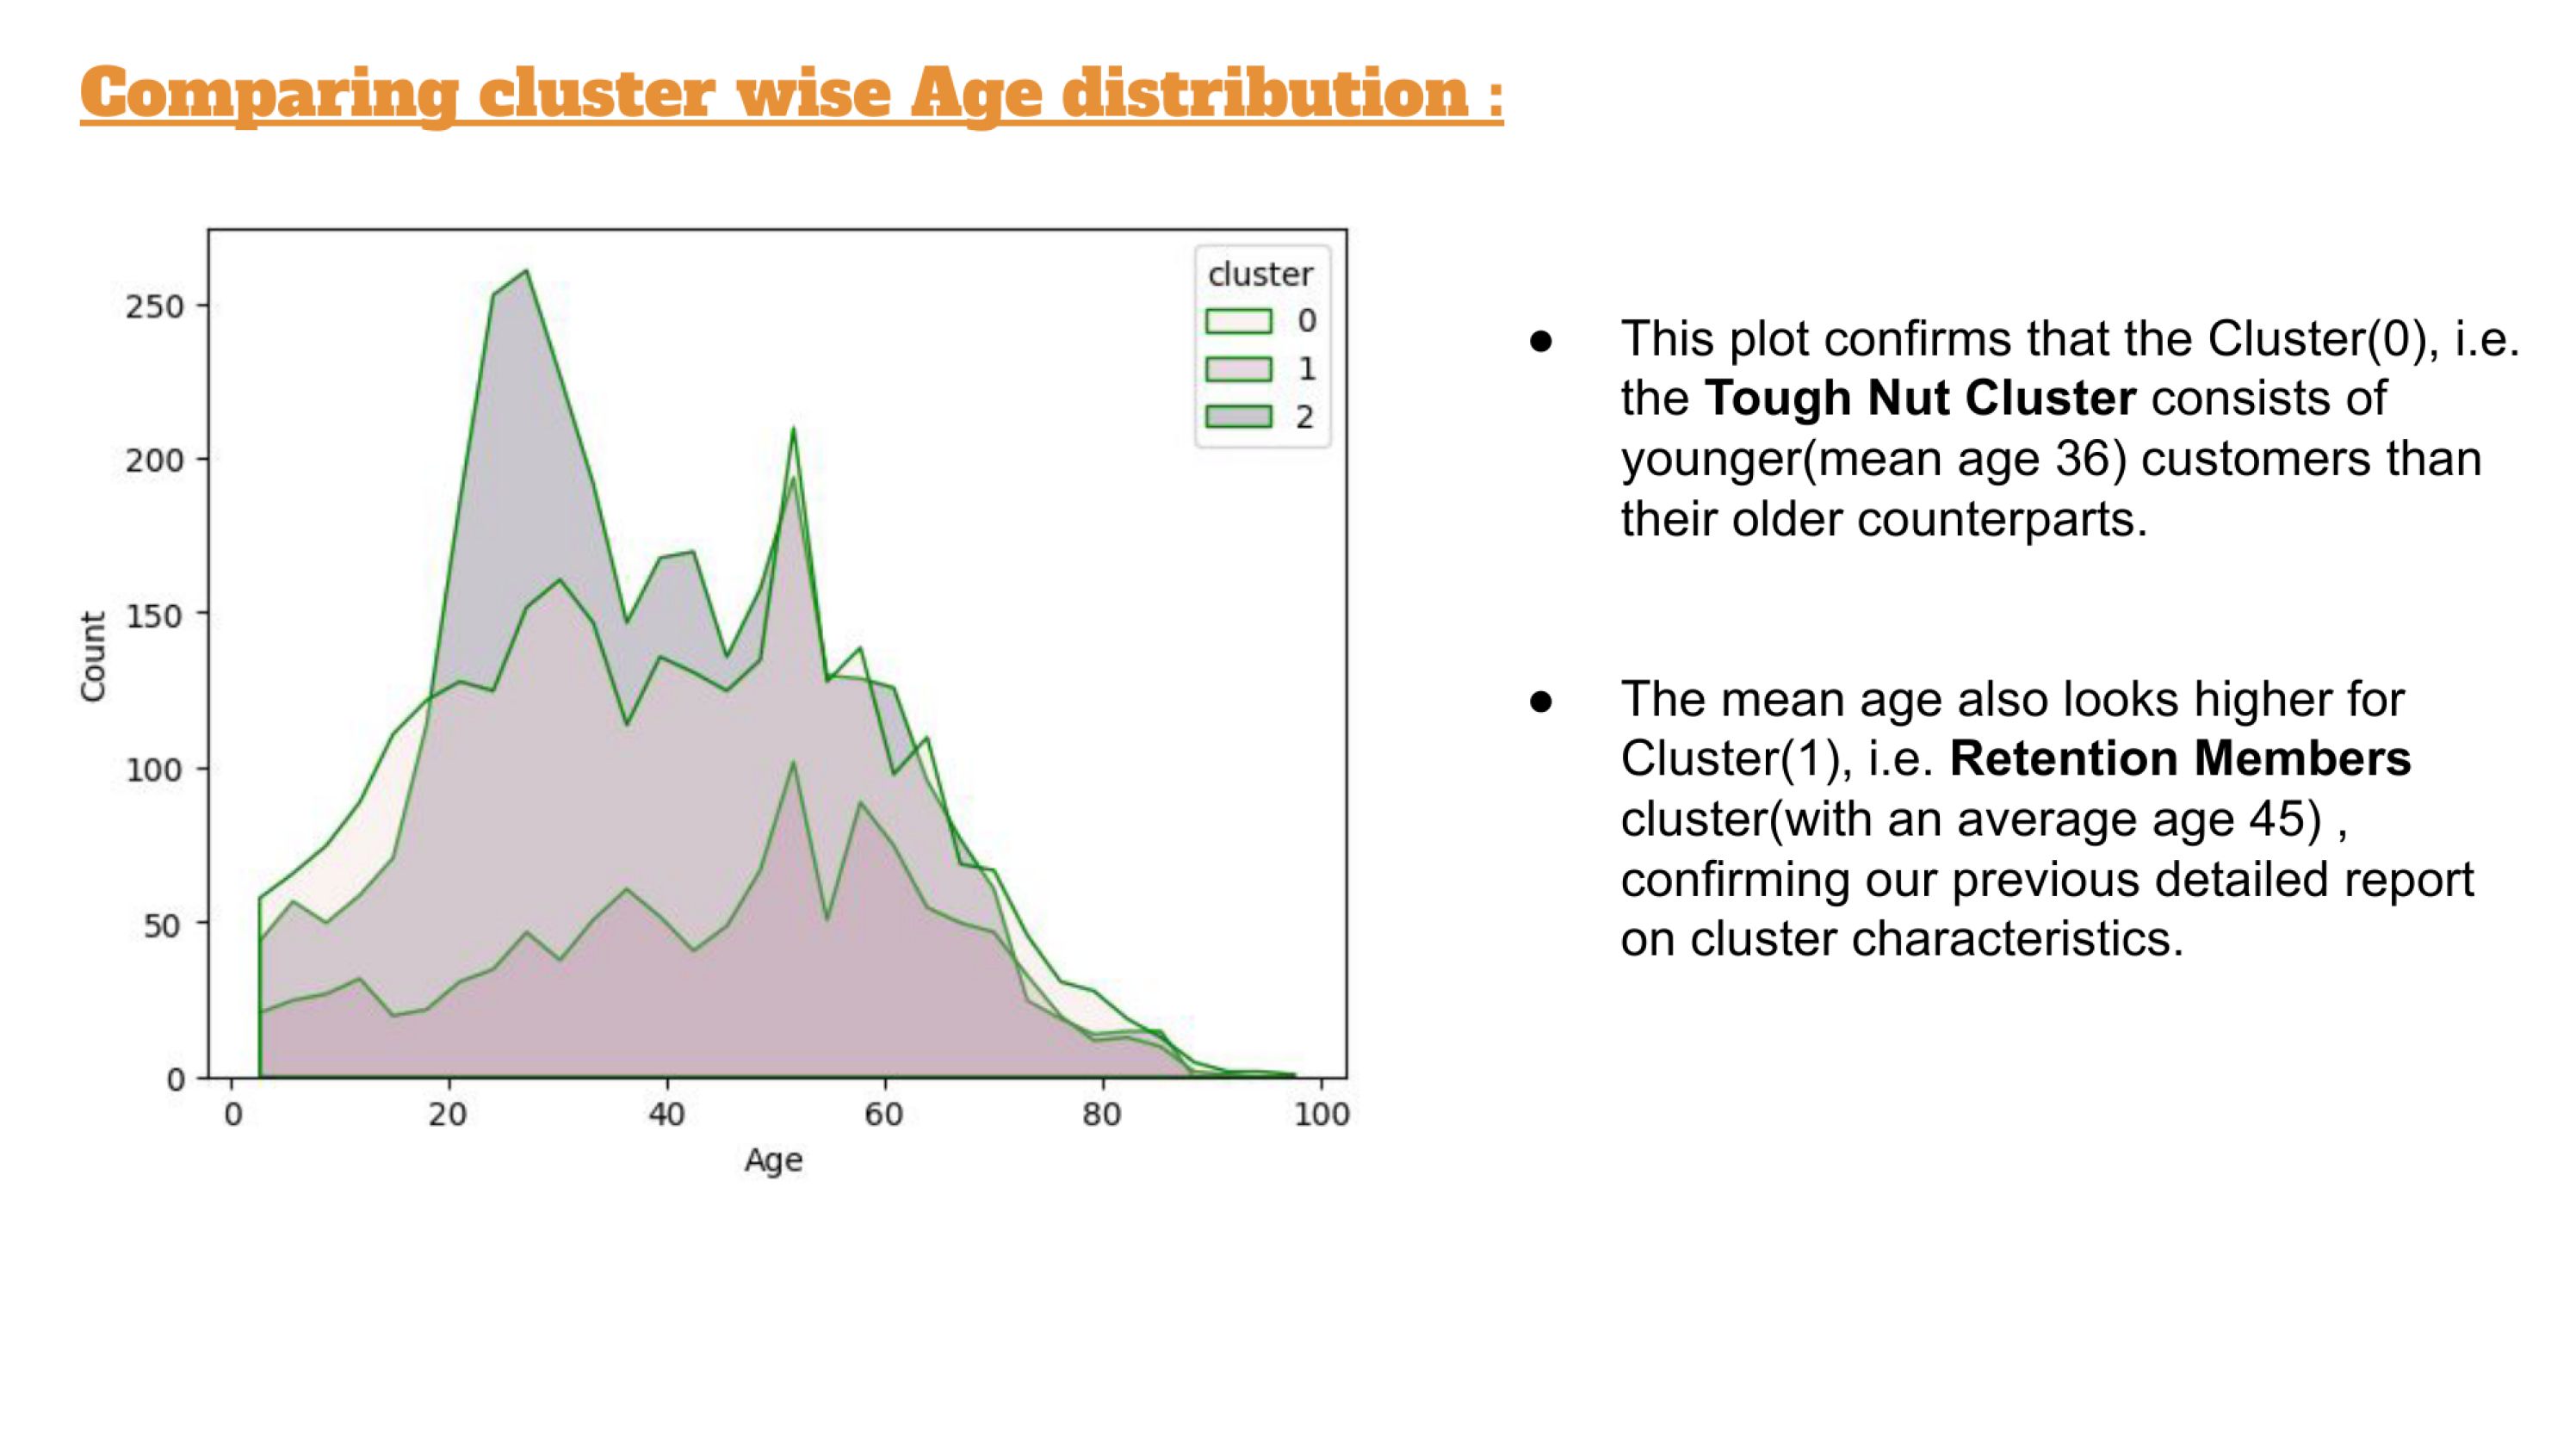 Comparing cluster wise Age distribution :
cluster
0
1
2
250
200
150
100
50
0
Count
0 20 40 60 80 100
Age
● This plot confirms that the Cluster(0), i.e.
the Tough Nut Cluster consists of
younger(mean age 36) customers than
their older counterparts.
● The mean age also looks higher for
Cluster(1), i.e. Retention Members
cluster(with an average age 45) ,
confirming our previous detailed report
on cluster characteristics.